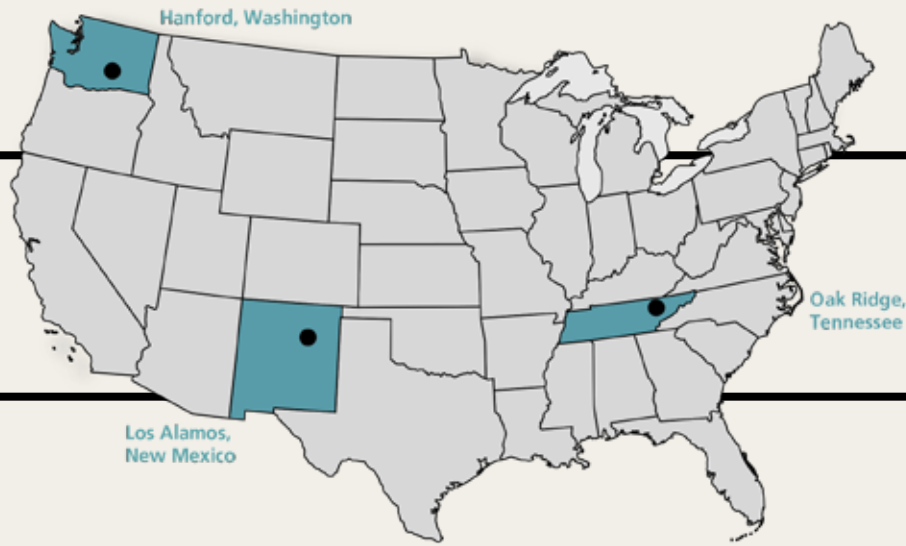 Hanford, Washington
Oak Ridge,
Tennessee
Los Alamos,
New Mexico